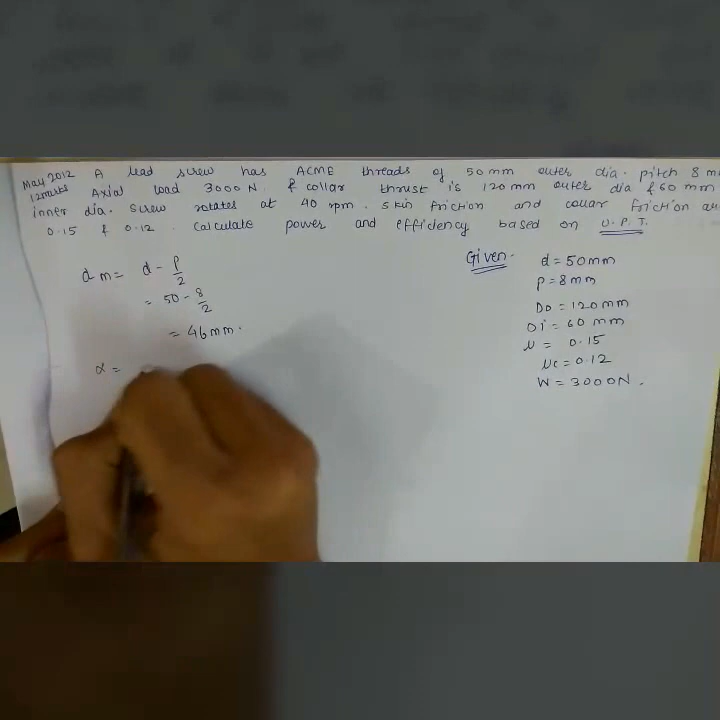 May 2012 A lead screw has ACME threads of 50 mm outer dia. pitch 8 m
12 marks Axial load 3000 N. & collar thrust is 120 mm outer dia & 60 mm
inner dia. Screw rotates at 40 rpm. skin friction and collar friction a
0.15 & 0.12. Calculate power and efficiency based on U.P.T.
Given.
d = 50 mm
p = 8 mm
Do = 120 mm
Di = 60 mm
μ = 0.15
μc = 0.12
W = 3000 N.
dm = d - p/2
= 50 - 8/2
= 46 mm.
α =